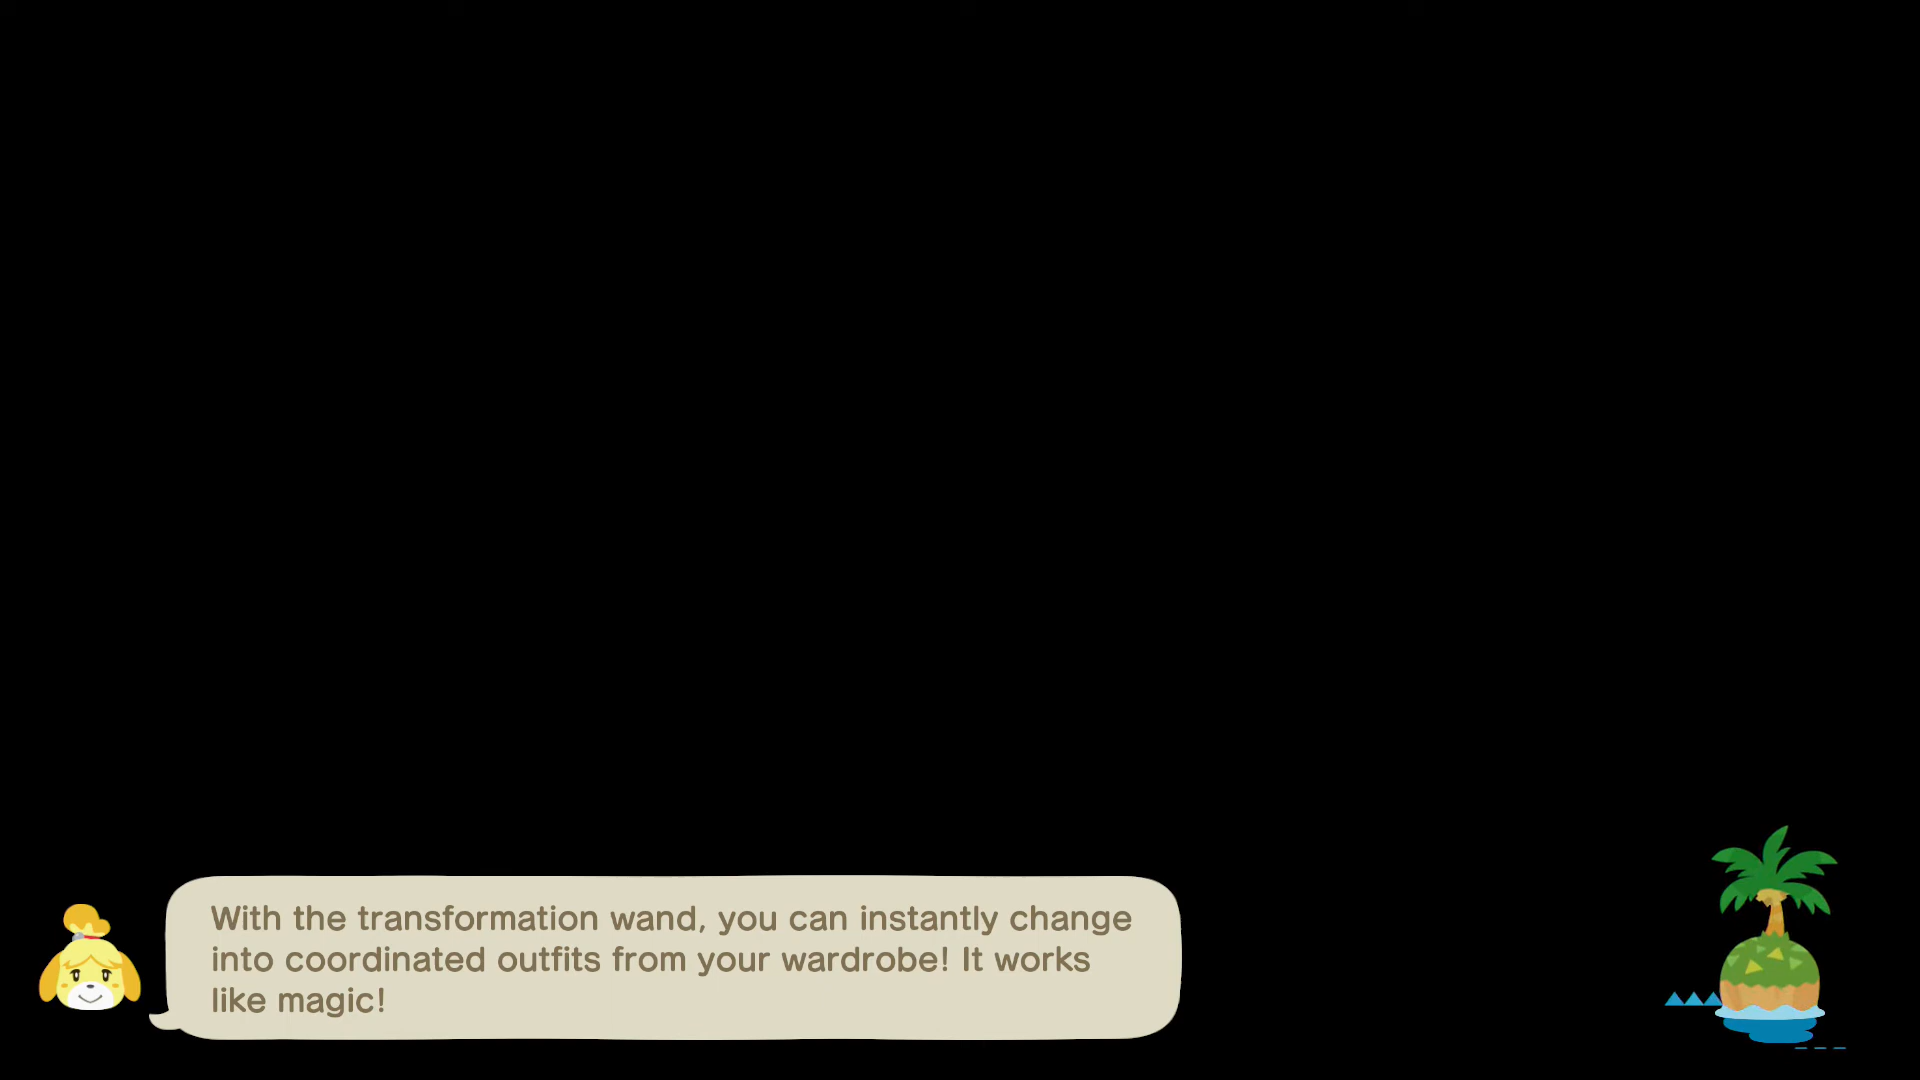 With the transformation wand, you can instantly change
into coordinated outfits from your wardrobe! It works
like magic!